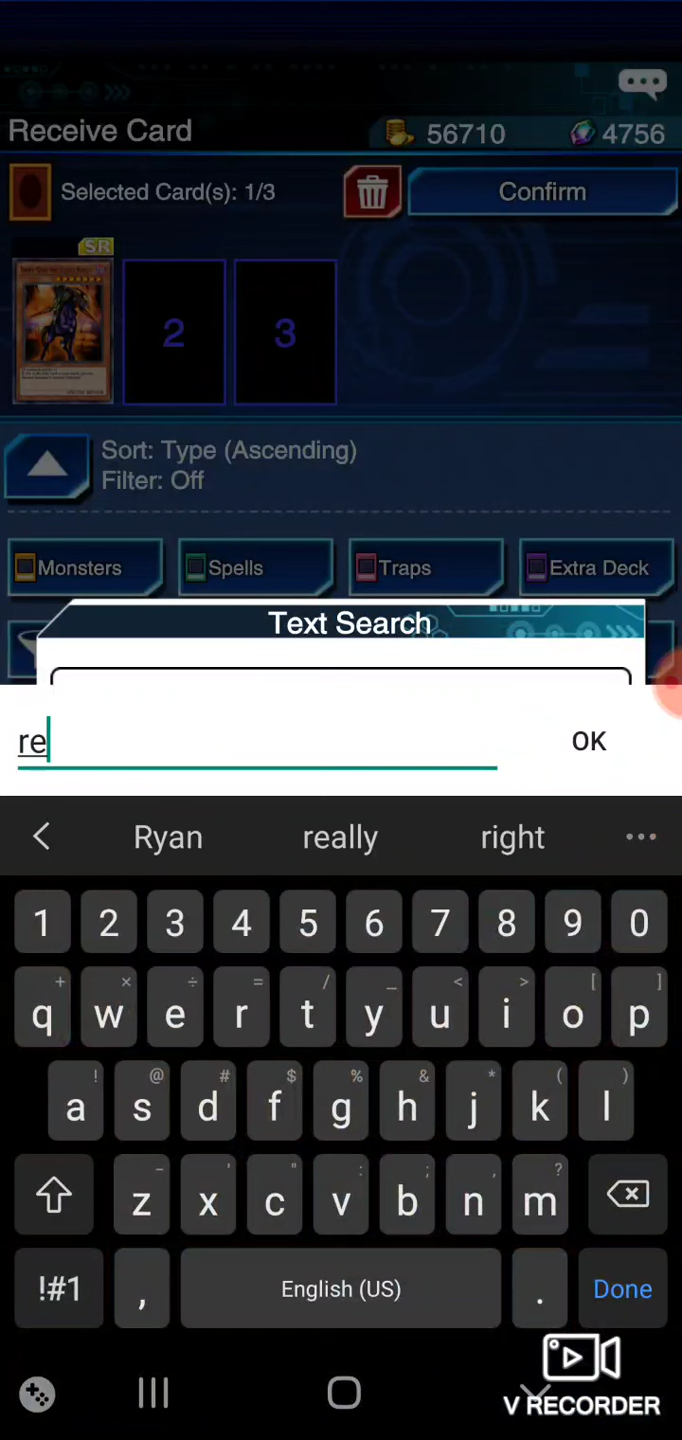 Receive Card
56710
4756
Selected Card(s): 1/3
Confirm
SR
2
3
Sort: Type (Ascending)
Filter: Off
Monsters
Spells
Traps
Extra Deck
Text Search
re
OK
Ryan
really
right
1 2 3 4 5 6 7 8 9 0
+ × ÷ = / _ < > [ ]
q w e r t y u i o p
! @ # $ % & * ( )
a s d f g h j k l
- ' " : ; , ?
z x c v b n m
!#1
,
English (US)
.
Done
V RECORDER